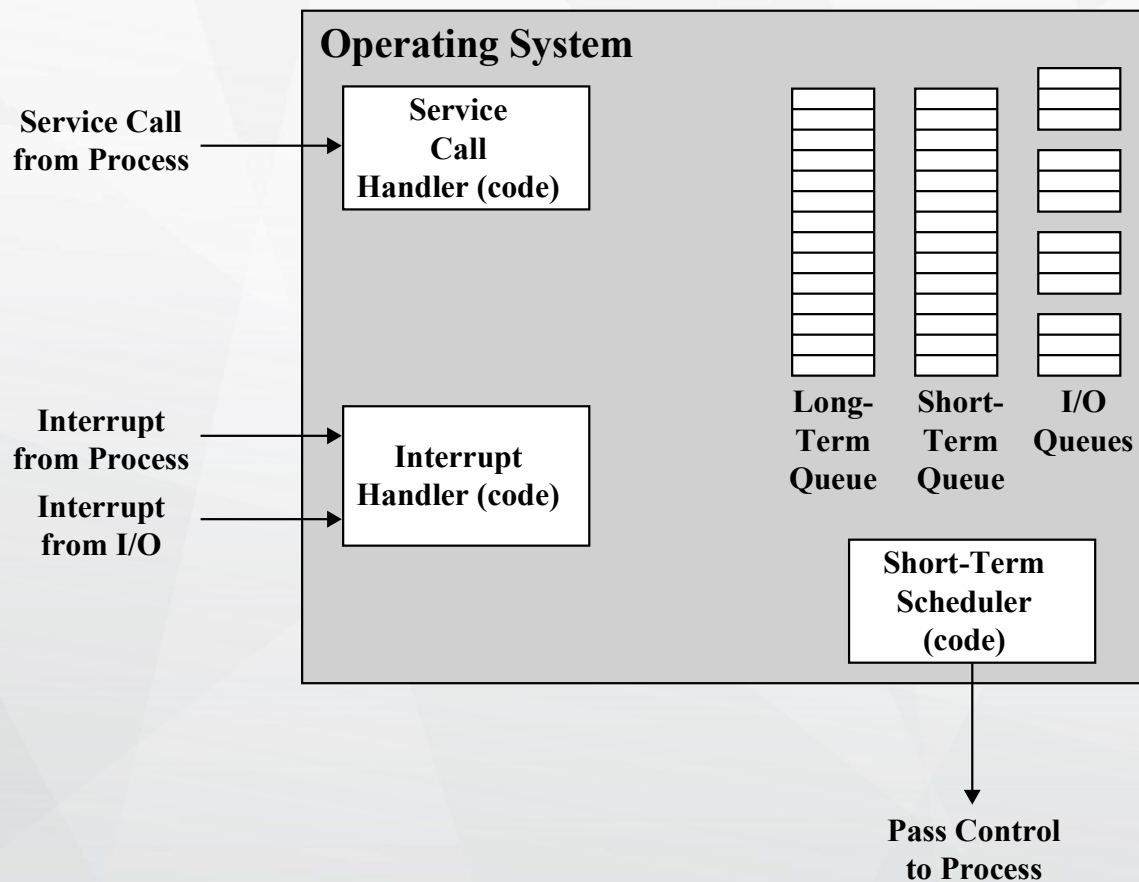 Operating System
Service Call
from Process
Service
Call
Handler (code)
Interrupt
from Process
Interrupt
from I/O
Interrupt
Handler (code)
Long-
Term
Queue
Short-
Term
Queue
I/O
Queues
Short-Term
Scheduler
(code)
Pass Control
to Process